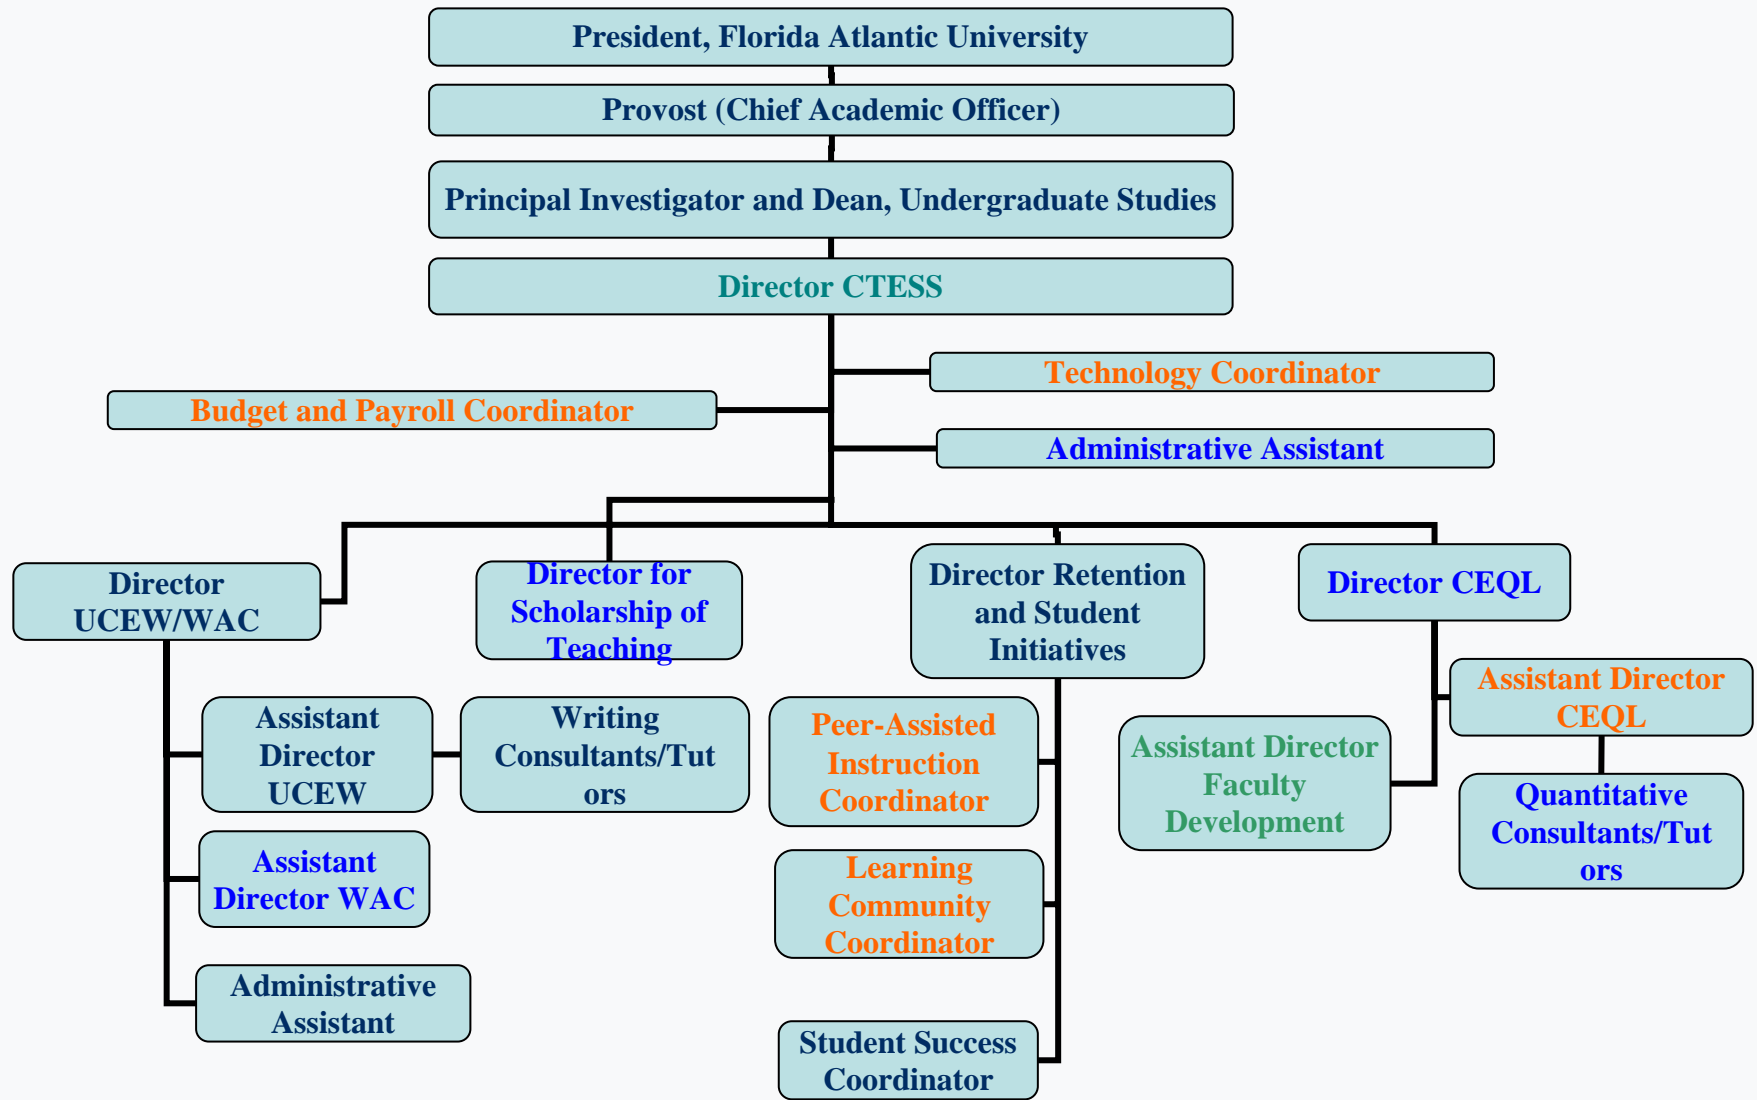 President, Florida Atlantic University
Provost (Chief Academic Officer)
Principal Investigator and Dean, Undergraduate Studies
Director CTESS
Technology Coordinator
Budget and Payroll Coordinator
Administrative Assistant
Director
UCEW/WAC
Director for
Scholarship of
Teaching
Director Retention
and Student
Initiatives
Director CEQL
Assistant Director
CEQL
Assistant
Director
UCEW
Writing
Consultants/Tut
ors
Peer-Assisted
Instruction
Coordinator
Assistant Director
Faculty
Development
Quantitative
Consultants/Tut
ors
Assistant
Director WAC
Learning
Community
Coordinator
Administrative
Assistant
Student Success
Coordinator